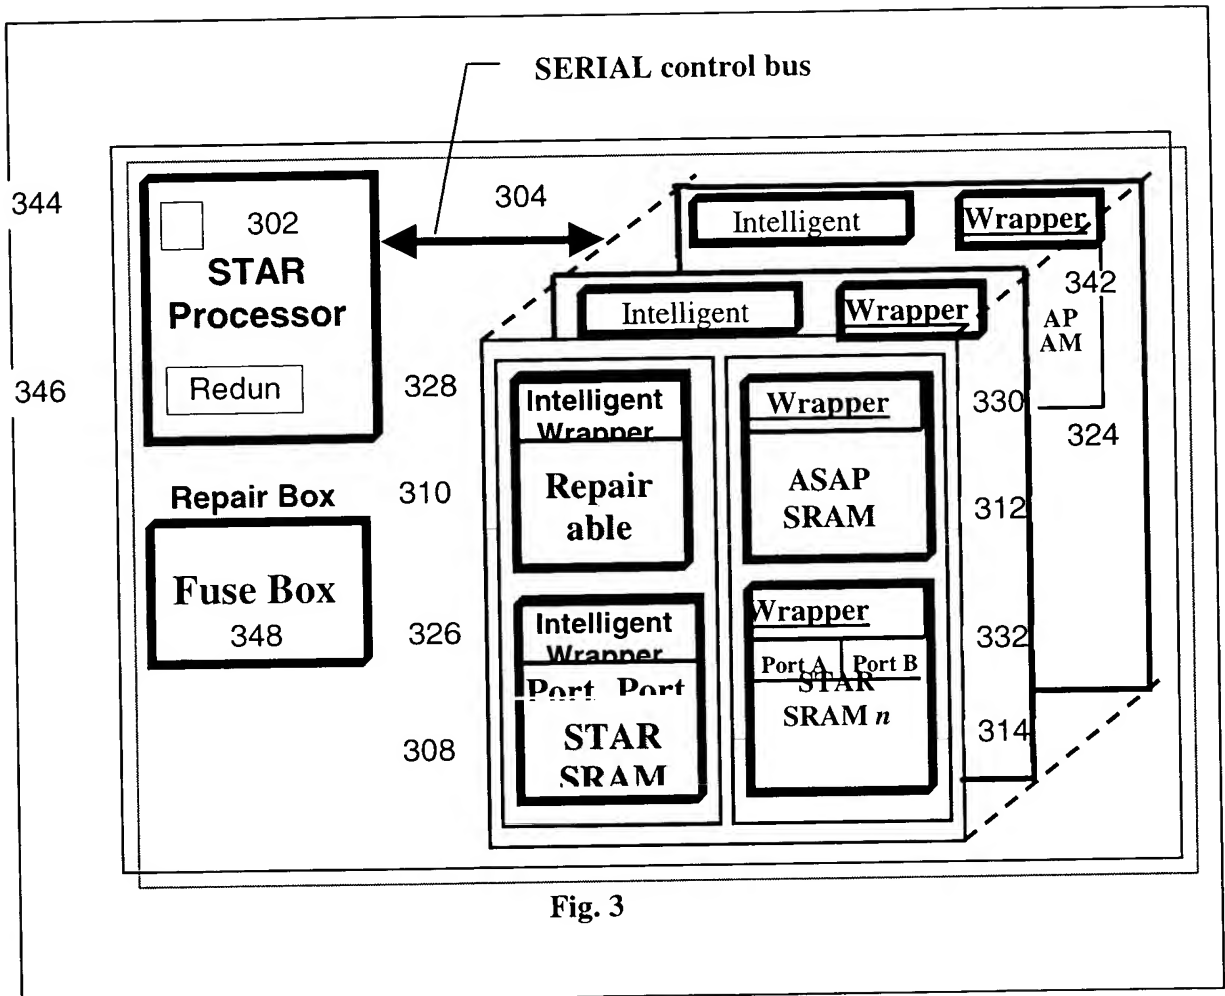 SERIAL control bus
344
302
STAR
Processor
304
Intelligent
Wrapper
342
Intelligent
Wrapper
AP
AM
346
Redun
328
Intelligent
Wrapper
Wrapper
330
324
Repair Box
310
Repair
able
ASAP
SRAM
312
Fuse Box
348
326
Intelligent
Wrapper
Wrapper
332
Port Port
Port A Port B
308
STAR
SRAM
STAR
SRAM n
314
Fig. 3